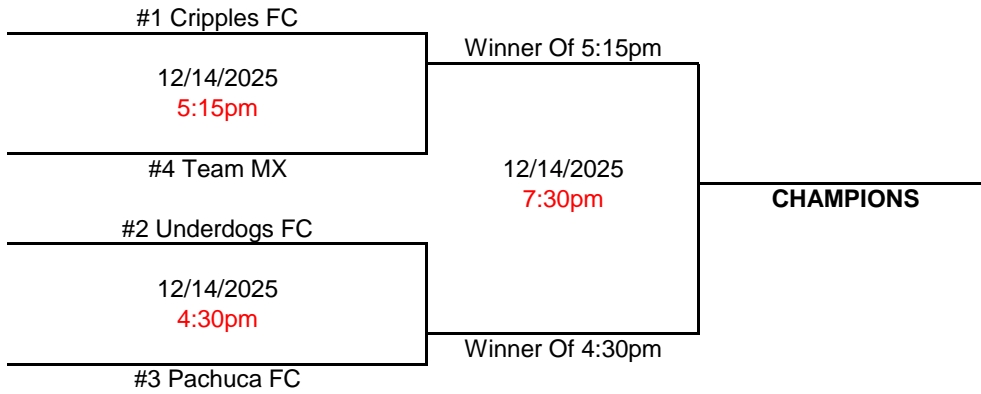 #1 Cripples FC
Winner Of 5:15pm
12/14/2025
5:15pm
#4 Team MX
12/14/2025
7:30pm
CHAMPIONS
#2 Underdogs FC
12/14/2025
4:30pm
Winner Of 4:30pm
#3 Pachuca FC